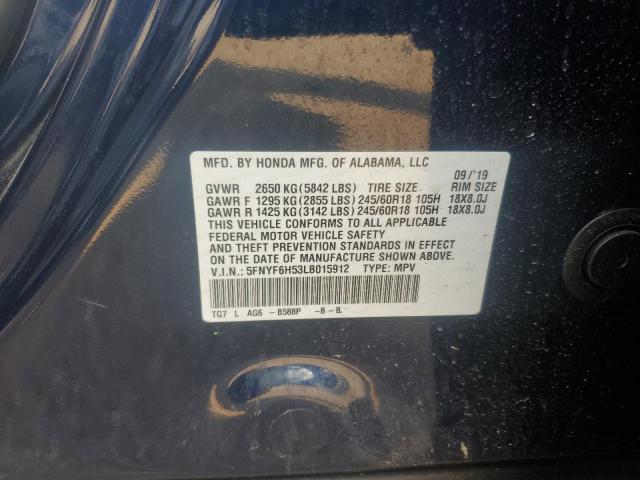 MFD. BY HONDA MFG. OF ALABAMA, LLC
09/'19
GVWR 2650 KG (5842 LBS) TIRE SIZE RIM SIZE
GAWR F 1295 KG (2855 LBS) 245/60R18 105H 18X8.0J
GAWR R 1425 KG (3142 LBS) 245/60R18 105H 18X8.0J
THIS VEHICLE CONFORMS TO ALL APPLICABLE
FEDERAL MOTOR VEHICLE SAFETY
AND THEFT PREVENTION STANDARDS IN EFFECT
ON THE DATE OF MANUFACTURE SHOWN ABOVE.
V.I.N.: 5FNYF6H53LB015912 TYPE: MPV
TG7 L AG6 -B588P -B-B.